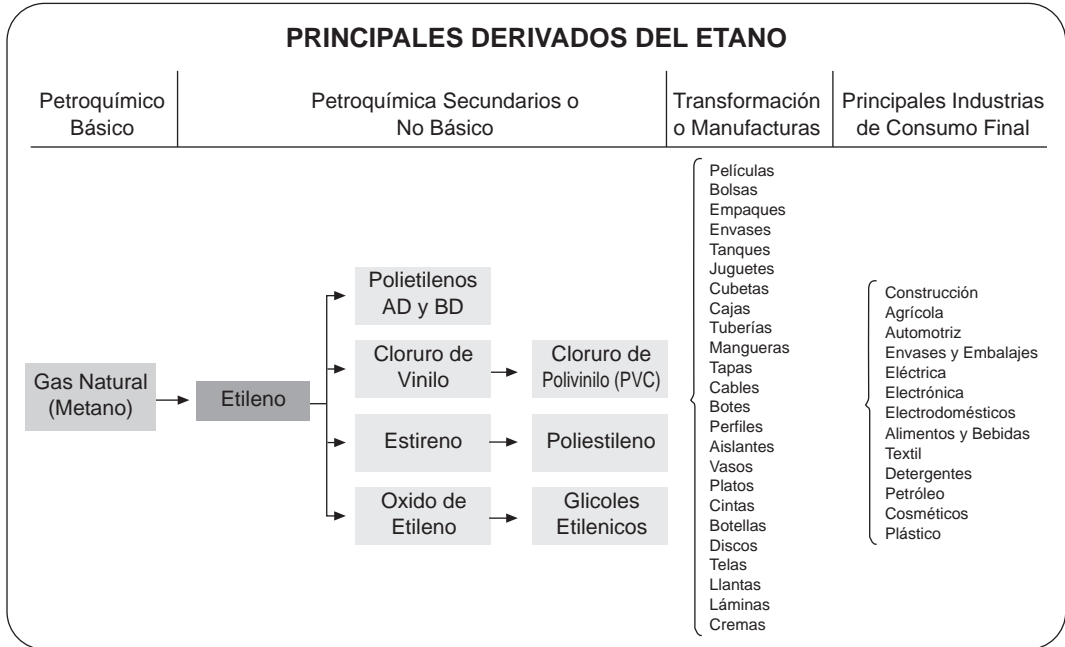 PRINCIPALES DERIVADOS DEL ETANO
Petroquímico
Básico
Petroquímica Secundarios o
No Básico
Transformación
o Manufacturas
Principales Industrias
de Consumo Final
Gas Natural
(Metano)
Etileno
Polietilenos
AD y BD
Cloruro de
Vinilo
Cloruro de
Polivinilo (PVC)
Estireno
Poliestileno
Oxido de
Etileno
Glicoles
Etilenicos
Películas
Bolsas
Empaques
Envases
Tanques
Juguetes
Cubetas
Cajas
Tuberías
Mangueras
Tapas
Cables
Botes
Perfiles
Aislantes
Vasos
Platos
Cintas
Botellas
Discos
Telas
Llantas
Láminas
Cremas
Construcción
Agrícola
Automotriz
Envases y Embalajes
Eléctrica
Electrónica
Electrodomésticos
Alimentos y Bebidas
Textil
Detergentes
Petróleo
Cosméticos
Plástico